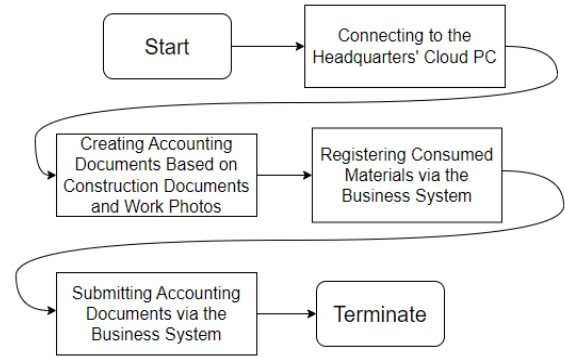 Start
Connecting to the
Headquarters' Cloud PC
Creating Accounting
Documents Based on
Construction Documents
and Work Photos
Registering Consumed
Materials via the
Business System
Submitting Accounting
Documents via the
Business System
Terminate